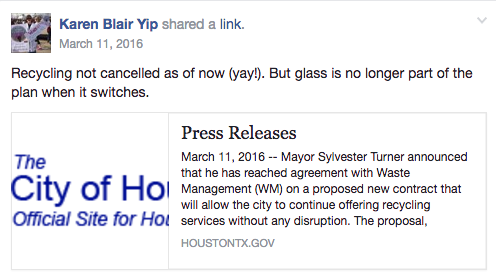 Karen Blair Yip shared a link.
March 11, 2016
Recycling not cancelled as of now (yay!). But glass is no longer part of the
plan when it switches.
The
City of Hou
Official Site for Hou
Press Releases
March 11, 2016 -- Mayor Sylvester Turner announced
that he has reached agreement with Waste
Management (WM) on a proposed new contract that
will allow the city to continue offering recycling
services without any disruption. The proposal,
HOUSTONTX.GOV